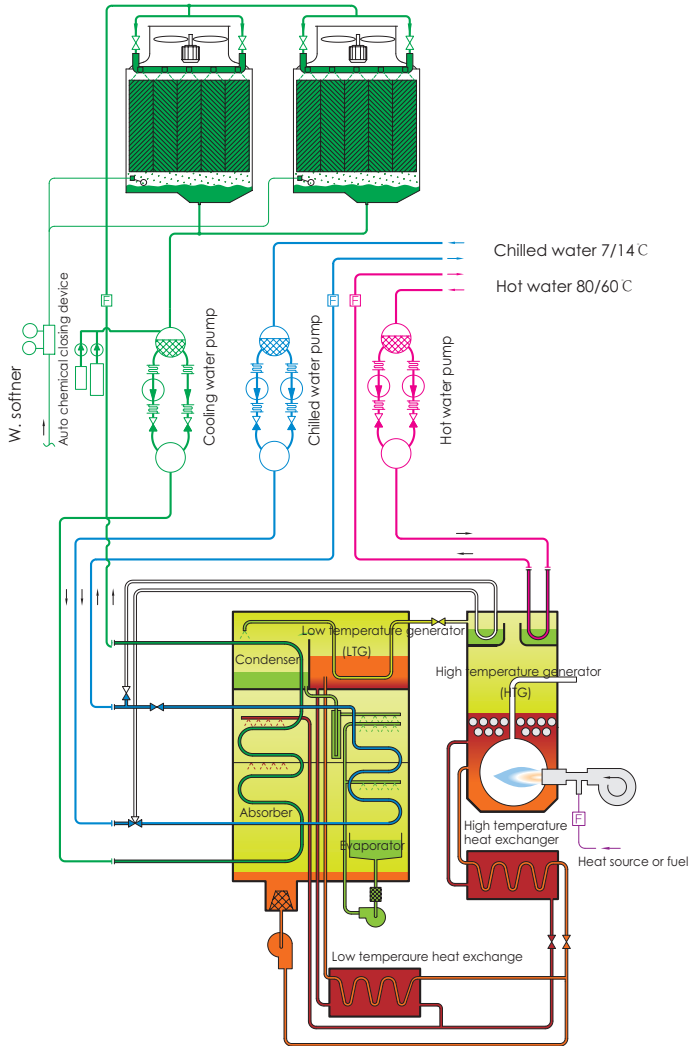 Chilled water 7/14℃
Hot water 80/60℃
F
F
F
W. softner
Auto chemical closing device
Cooling water pump
Chilled water pump
Hot water pump
Low temperature generator
(LTG)
Condenser
High temperature generator
(HTG)
Absorber
Evaporator
High temperature
heat exchanger
F
Heat source or fuel
Low temperaure heat exchange